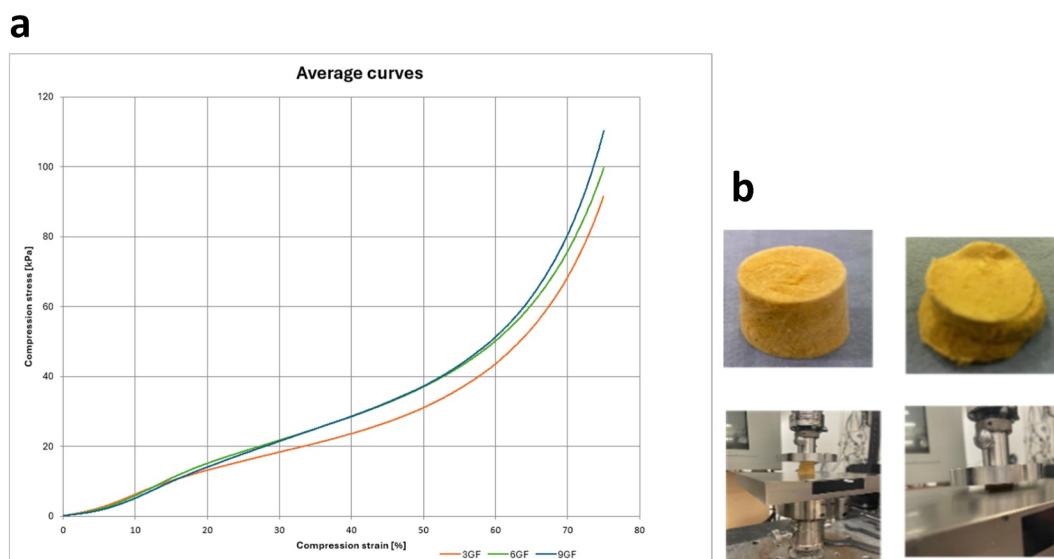 a
Average curves
120
100
80
60
40
20
0
Compression stress [kPa]
0 10 20 30 40 50 60 70 80
Compression strain [%]
3GF 6GF 9GF
b